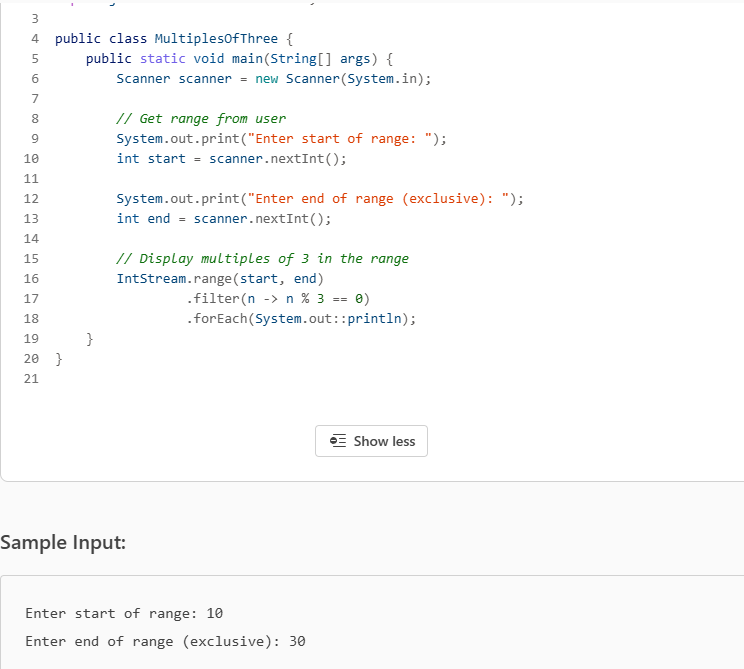 3
4 public class MultiplesOfThree {
5     public static void main(String[] args) {
6         Scanner scanner = new Scanner(System.in);
7
8         // Get range from user
9         System.out.print("Enter start of range: ");
10         int start = scanner.nextInt();
11
12         System.out.print("Enter end of range (exclusive): ");
13         int end = scanner.nextInt();
14
15         // Display multiples of 3 in the range
16         IntStream.range(start, end)
17                  .filter(n -> n % 3 == 0)
18                  .forEach(System.out::println);
19     }
20 }
21
Show less
Sample Input:
Enter start of range: 10
Enter end of range (exclusive): 30